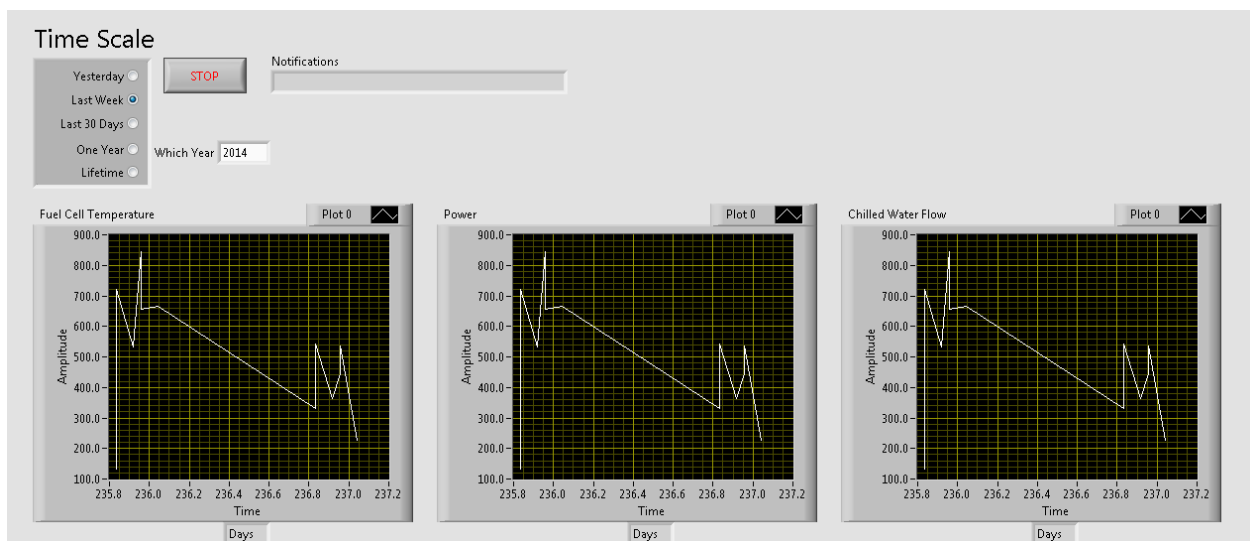 Time Scale
Yesterday
Last Week
Last 30 Days
One Year
Lifetime
STOP
Notifications
Which Year 2014
Fuel Cell Temperature
Plot 0
900.0
800.0
700.0
600.0
500.0
400.0
300.0
200.0
100.0
Amplitude
235.8 236.0 236.2 236.4 236.6 236.8 237.0 237.2
Time
Days
Power
Plot 0
900.0
800.0
700.0
600.0
500.0
400.0
300.0
200.0
100.0
Amplitude
235.8 236.0 236.2 236.4 236.6 236.8 237.0 237.2
Time
Days
Chilled Water Flow
Plot 0
900.0
800.0
700.0
600.0
500.0
400.0
300.0
200.0
100.0
Amplitude
235.8 236.0 236.2 236.4 236.6 236.8 237.0 237.2
Time
Days